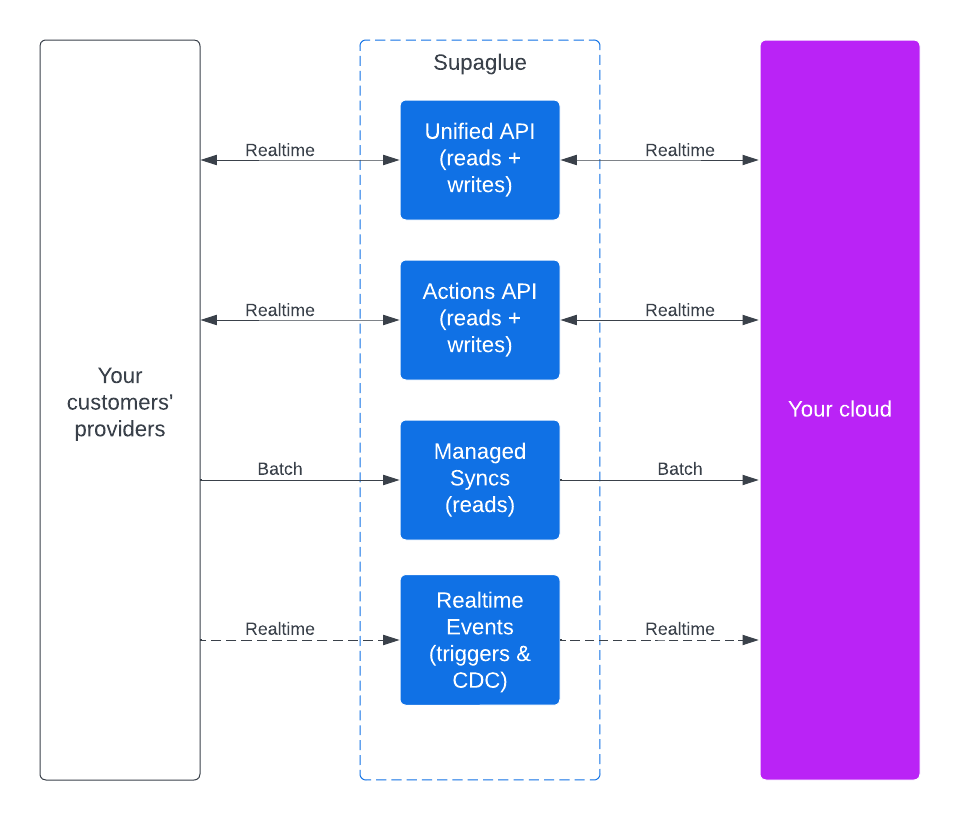 Supaglue
Realtime
Unified API
(reads +
writes)
Realtime
Realtime
Actions API
(reads +
writes)
Realtime
Your
customers'
providers
Your cloud
Batch
Managed
Syncs
(reads)
Batch
Realtime
Realtime
Events
(triggers &
CDC)
Realtime